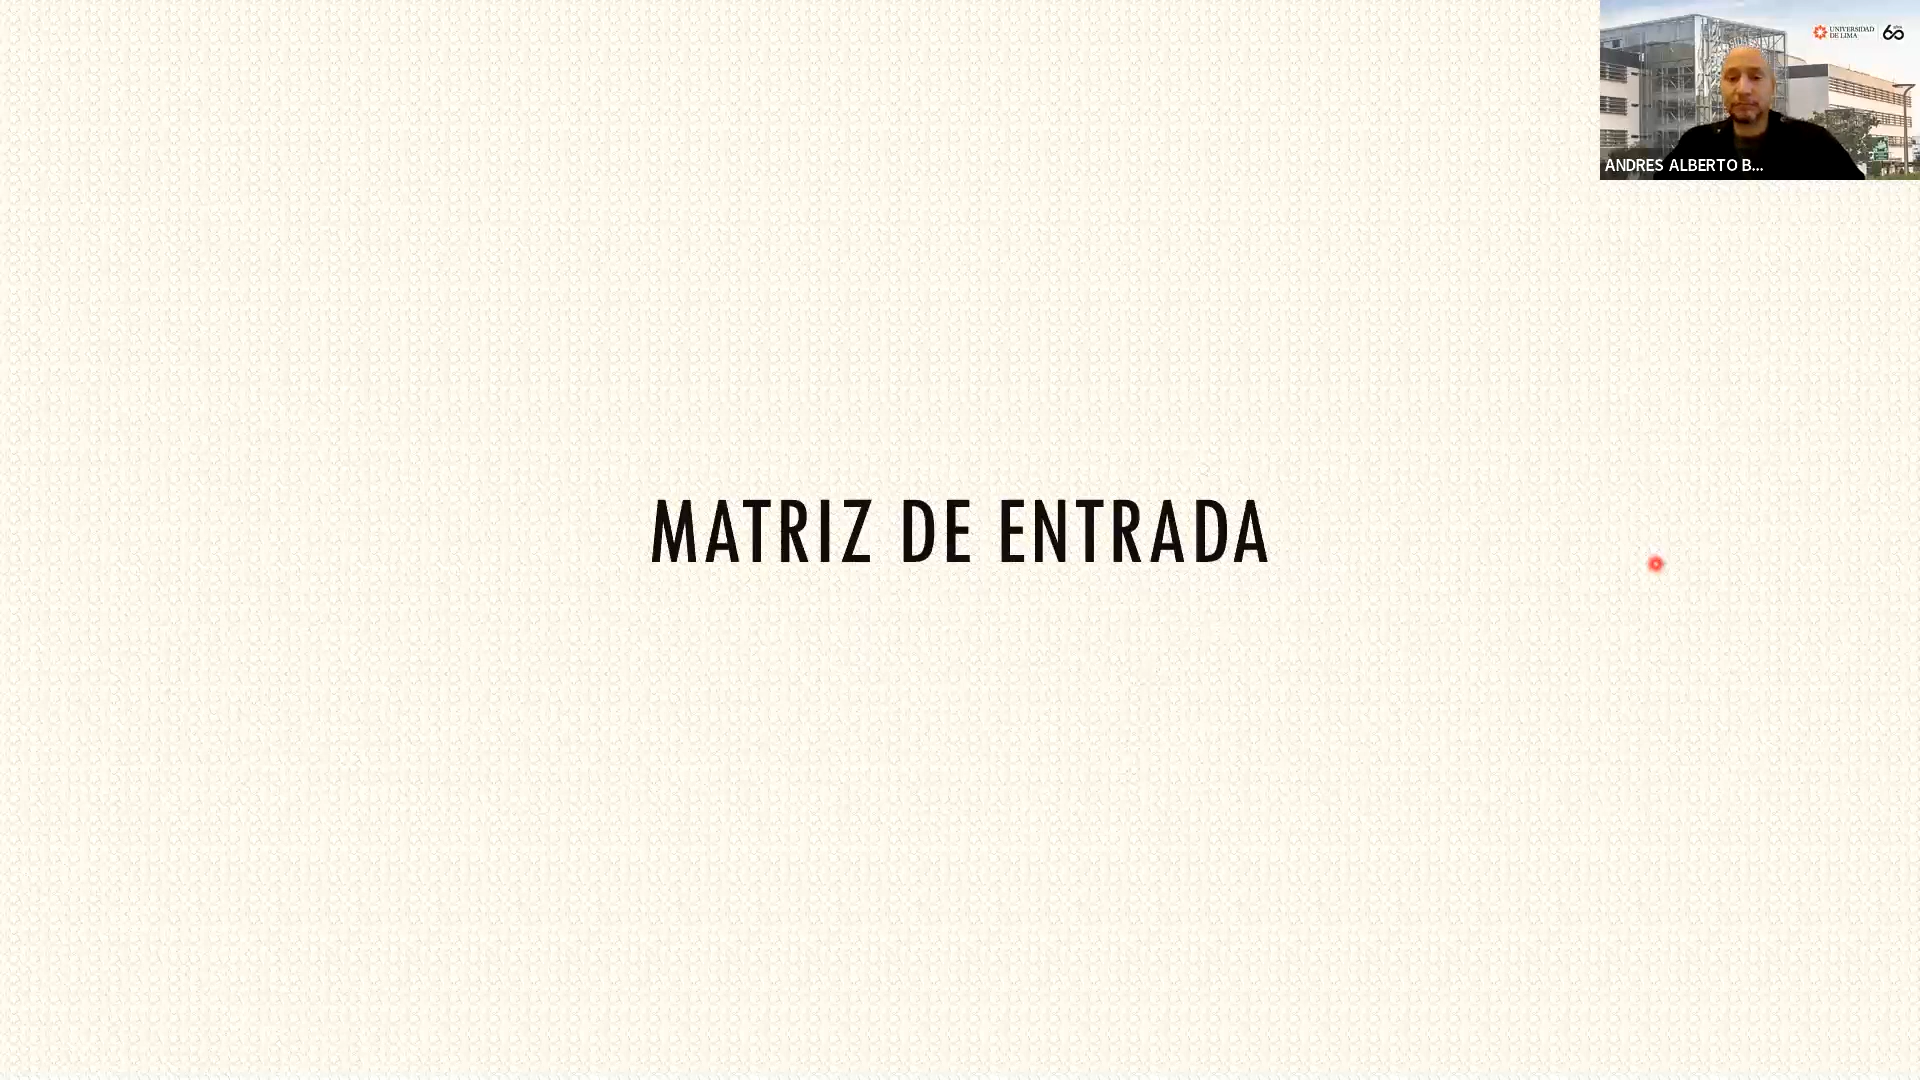 UNIVERSIDAD
DE LIMA
ANDRES ALBERTO B...
MATRIZ DE ENTRADA